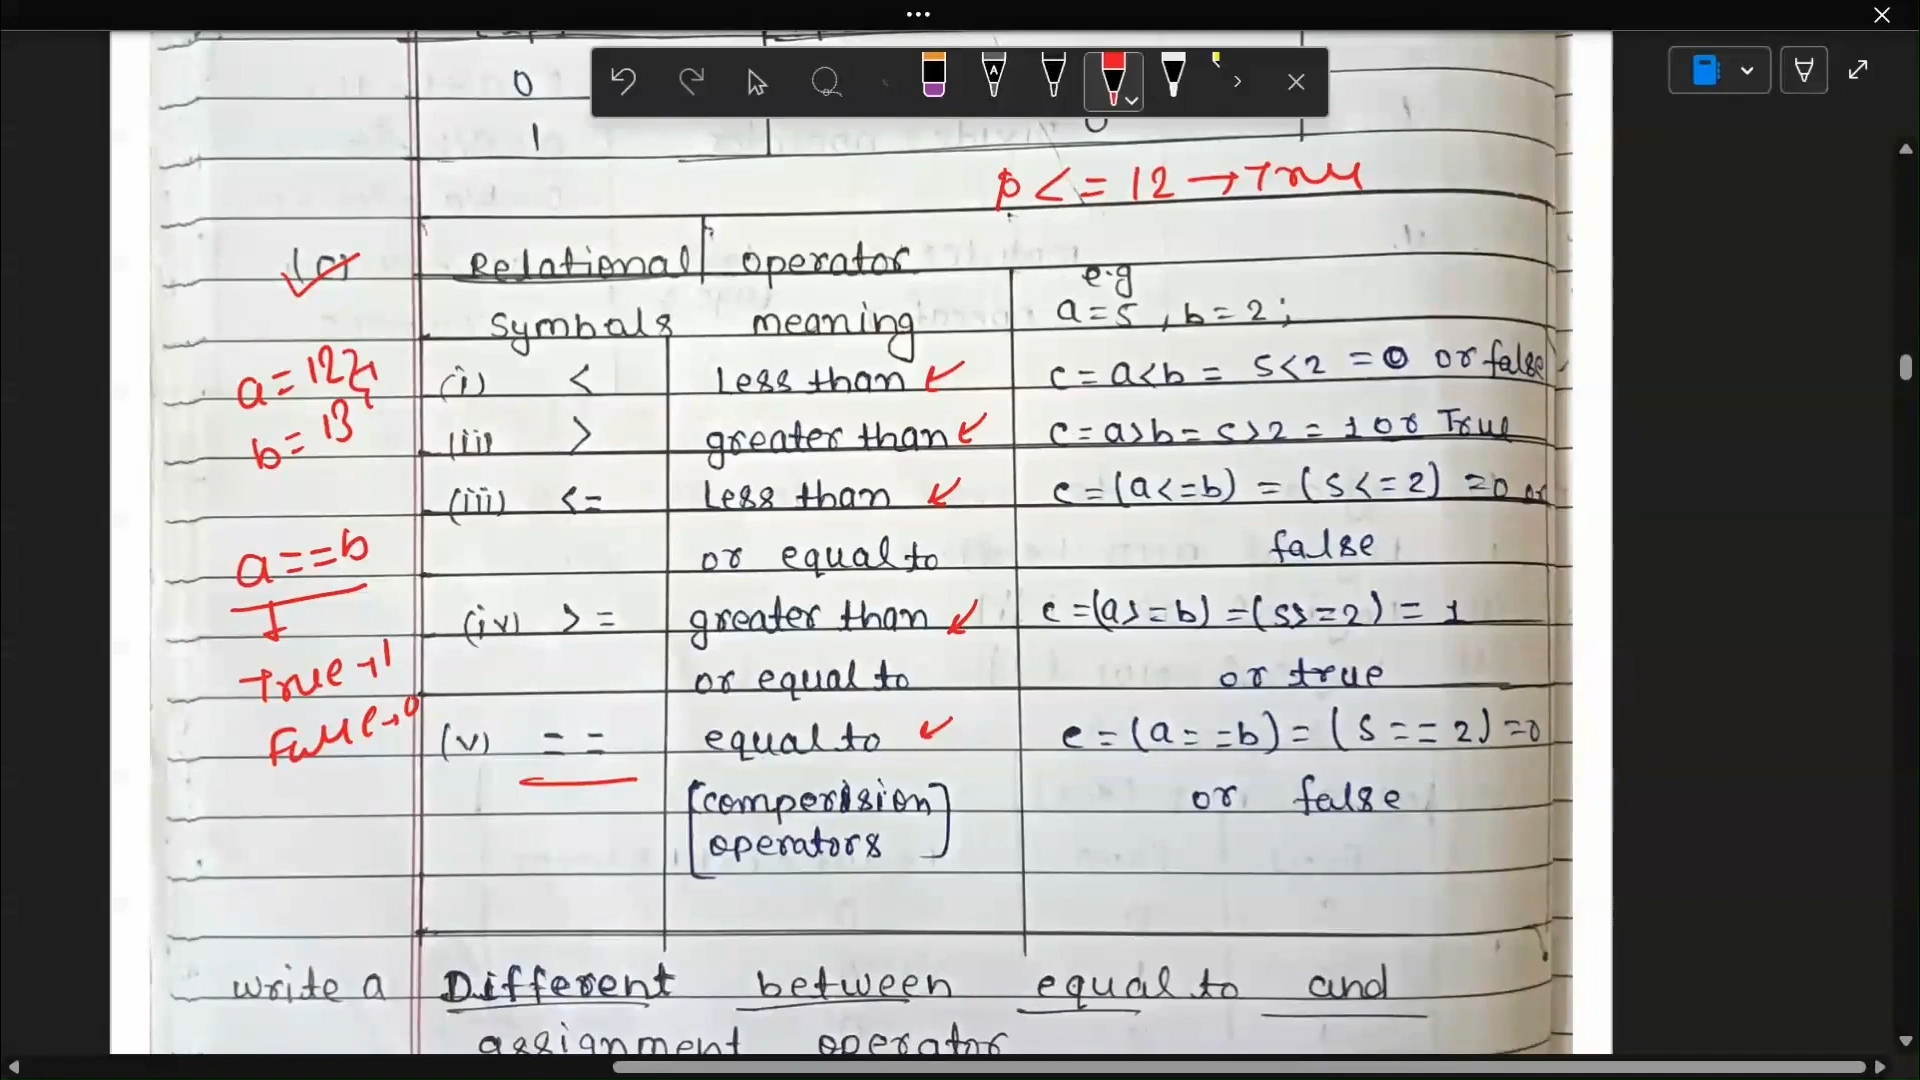 0
1
p <= 12 → True
(c) Relational operator
e.g
symbols meaning a=5, b=2;
a=12
(i) < Less than c = a<b = 5<2 = 0 or false
b=13
(ii) > greater than c = a>b = 5>2 = 1 or True
(iii) <= Less than c=(a<=b) = (5<=2) =0 or
a==b
or equal to false
(iv) >= greater than c=(a>=b)=(5>=2)=1
True→1
or equal to or true
False→0
(v) == equal to c=(a==b)=(5==2)=0
[comperision or false
operators]
write a Different between equal to and
assignment operator